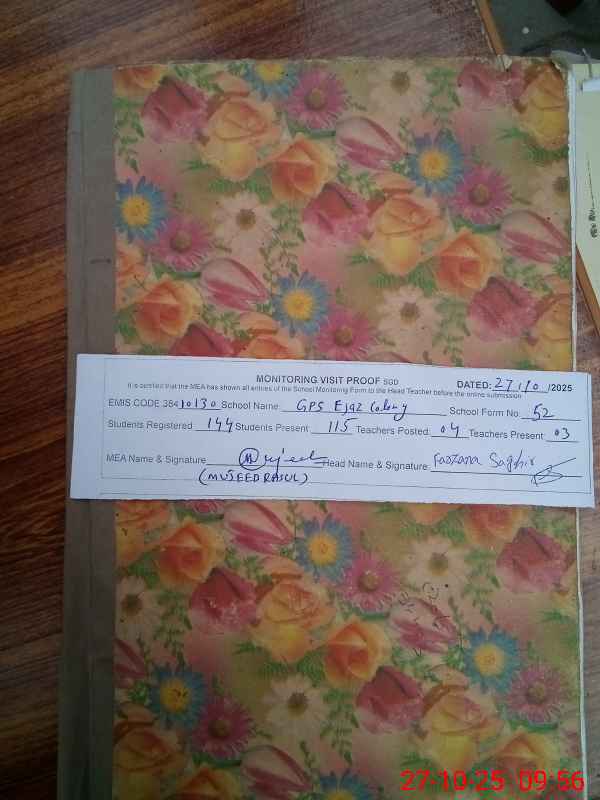 MONITORING VISIT PROOF SGD
DATED: 27/10/2025
It is certified that the MEA has shown all entries of the School Monitoring Form to the Head Teacher before the online submission
EMIS CODE 38410130 School Name: GPS Ejaz Colony School Form No: 52
Students Registered 144 Students Present 115 Teachers Posted: 04 Teachers Present 03
MEA Name & Signature Mujeed Head Name & Signature: Farzana Saghir
(MUJEED RASUL)
27-10-25 09:56